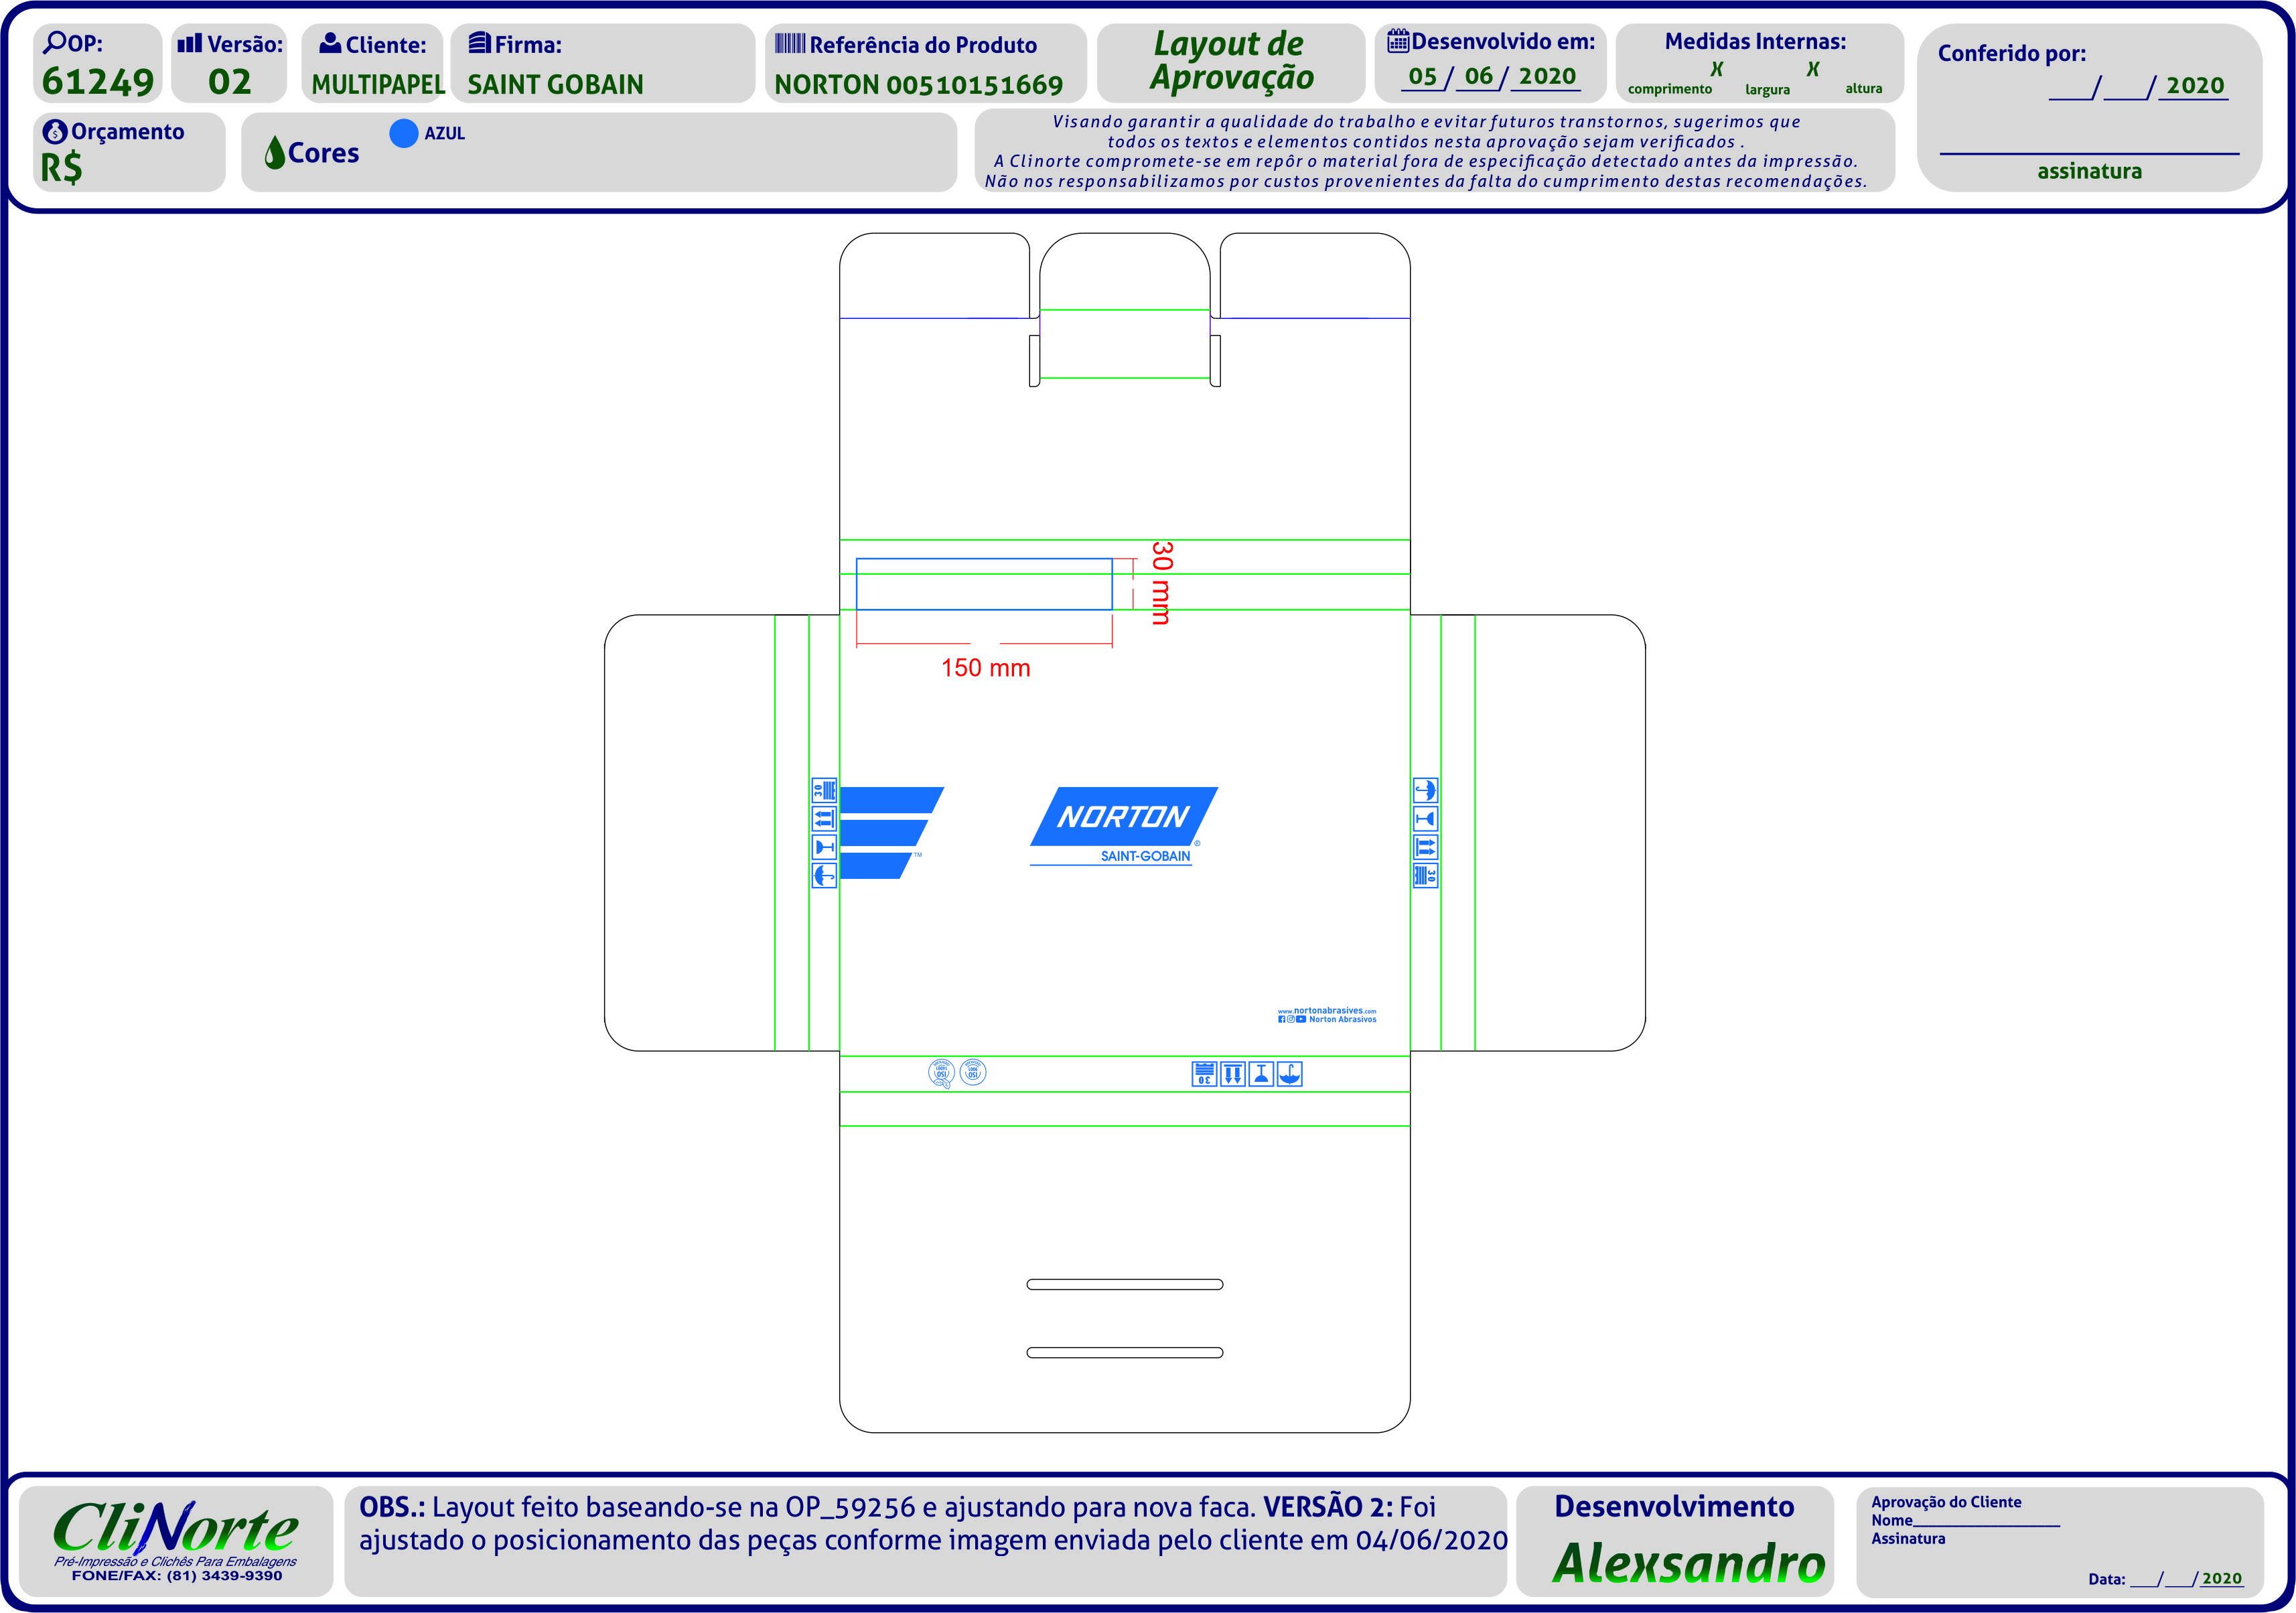 OP:
61249
Versão:
02
Cliente:
MULTIPAPEL
Firma:
SAINT GOBAIN
Referência do Produto
NORTON 00510151669
Layout de
Aprovação
Desenvolvido em:
05 / 06 / 2020
Medidas Internas:
X X
comprimento largura altura
Conferido por:
___/___/ 2020
assinatura
Orçamento
R$
Cores
AZUL
Visando garantir a qualidade do trabalho e evitar futuros transtornos, sugerimos que
todos os textos e elementos contidos nesta aprovação sejam verificados .
A Clinorte compromete-se em repôr o material fora de especificação detectado antes da impressão.
Não nos responsabilizamos por custos provenientes da falta do cumprimento destas recomendações.
30 mm
150 mm
30
TM
NORTON
®
SAINT-GOBAIN
30
www.nortonabrasives.com
Norton Abrasivos
ISO
14001
ISO
9001
30
CliNorte
Pré-Impressão e Clichês Para Embalagens
FONE/FAX: (81) 3439-9390
OBS.: Layout feito baseando-se na OP_59256 e ajustando para nova faca. VERSÃO 2: Foi
ajustado o posicionamento das peças conforme imagem enviada pelo cliente em 04/06/2020
Desenvolvimento
Alexsandro
Aprovação do Cliente
Nome____________________
Assinatura
Data: ___/___/2020